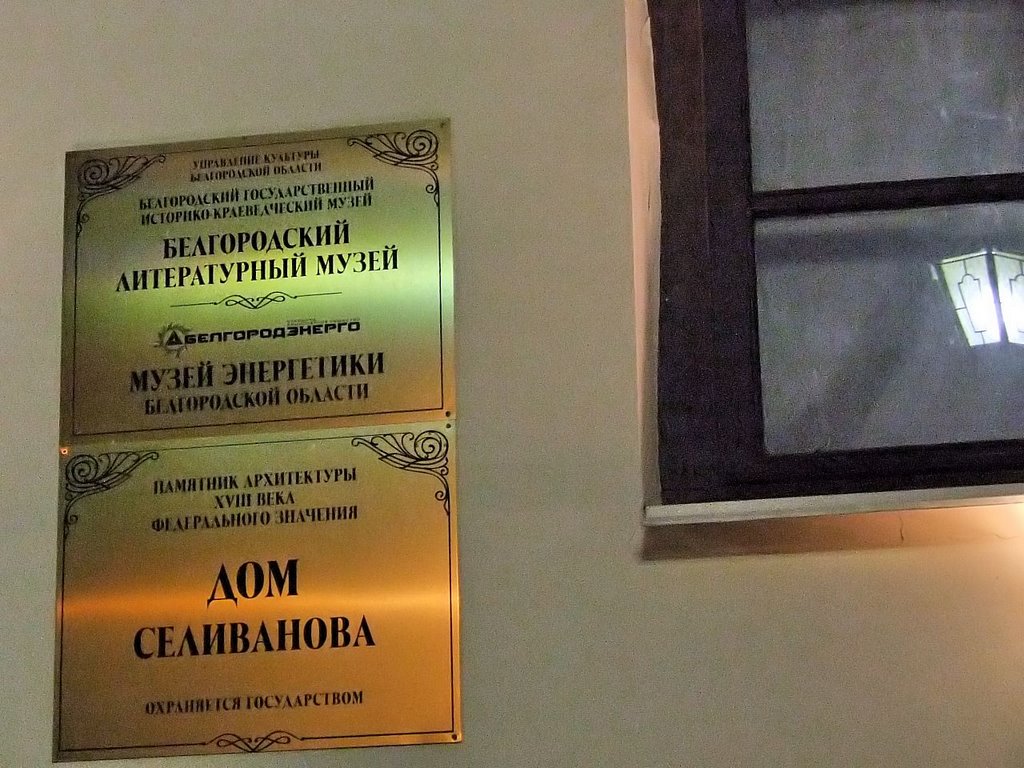 УПРАВЛЕНИЕ КУЛЬТУРЫ
БЕЛГОРОДСКОЙ ОБЛАСТИ
БЕЛГОРОДСКИЙ ГОСУДАРСТВЕННЫЙ
ИСТОРИКО-КРАЕВЕДЧЕСКИЙ МУЗЕЙ
БЕЛГОРОДСКИЙ
ЛИТЕРАТУРНЫЙ МУЗЕЙ
БЕЛГОРОДЭНЕРГО
МУЗЕЙ ЭНЕРГЕТИКИ
БЕЛГОРОДСКОЙ ОБЛАСТИ
ПАМЯТНИК АРХИТЕКТУРЫ
XVIII ВЕКА
ФЕДЕРАЛЬНОГО ЗНАЧЕНИЯ
ДОМ
СЕЛИВАНОВА
ОХРАНЯЕТСЯ ГОСУДАРСТВОМ